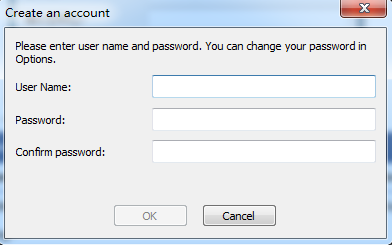 Create an account
Please enter user name and password. You can change your password in
Options.
User Name:
Password:
Confirm password:
OK
Cancel